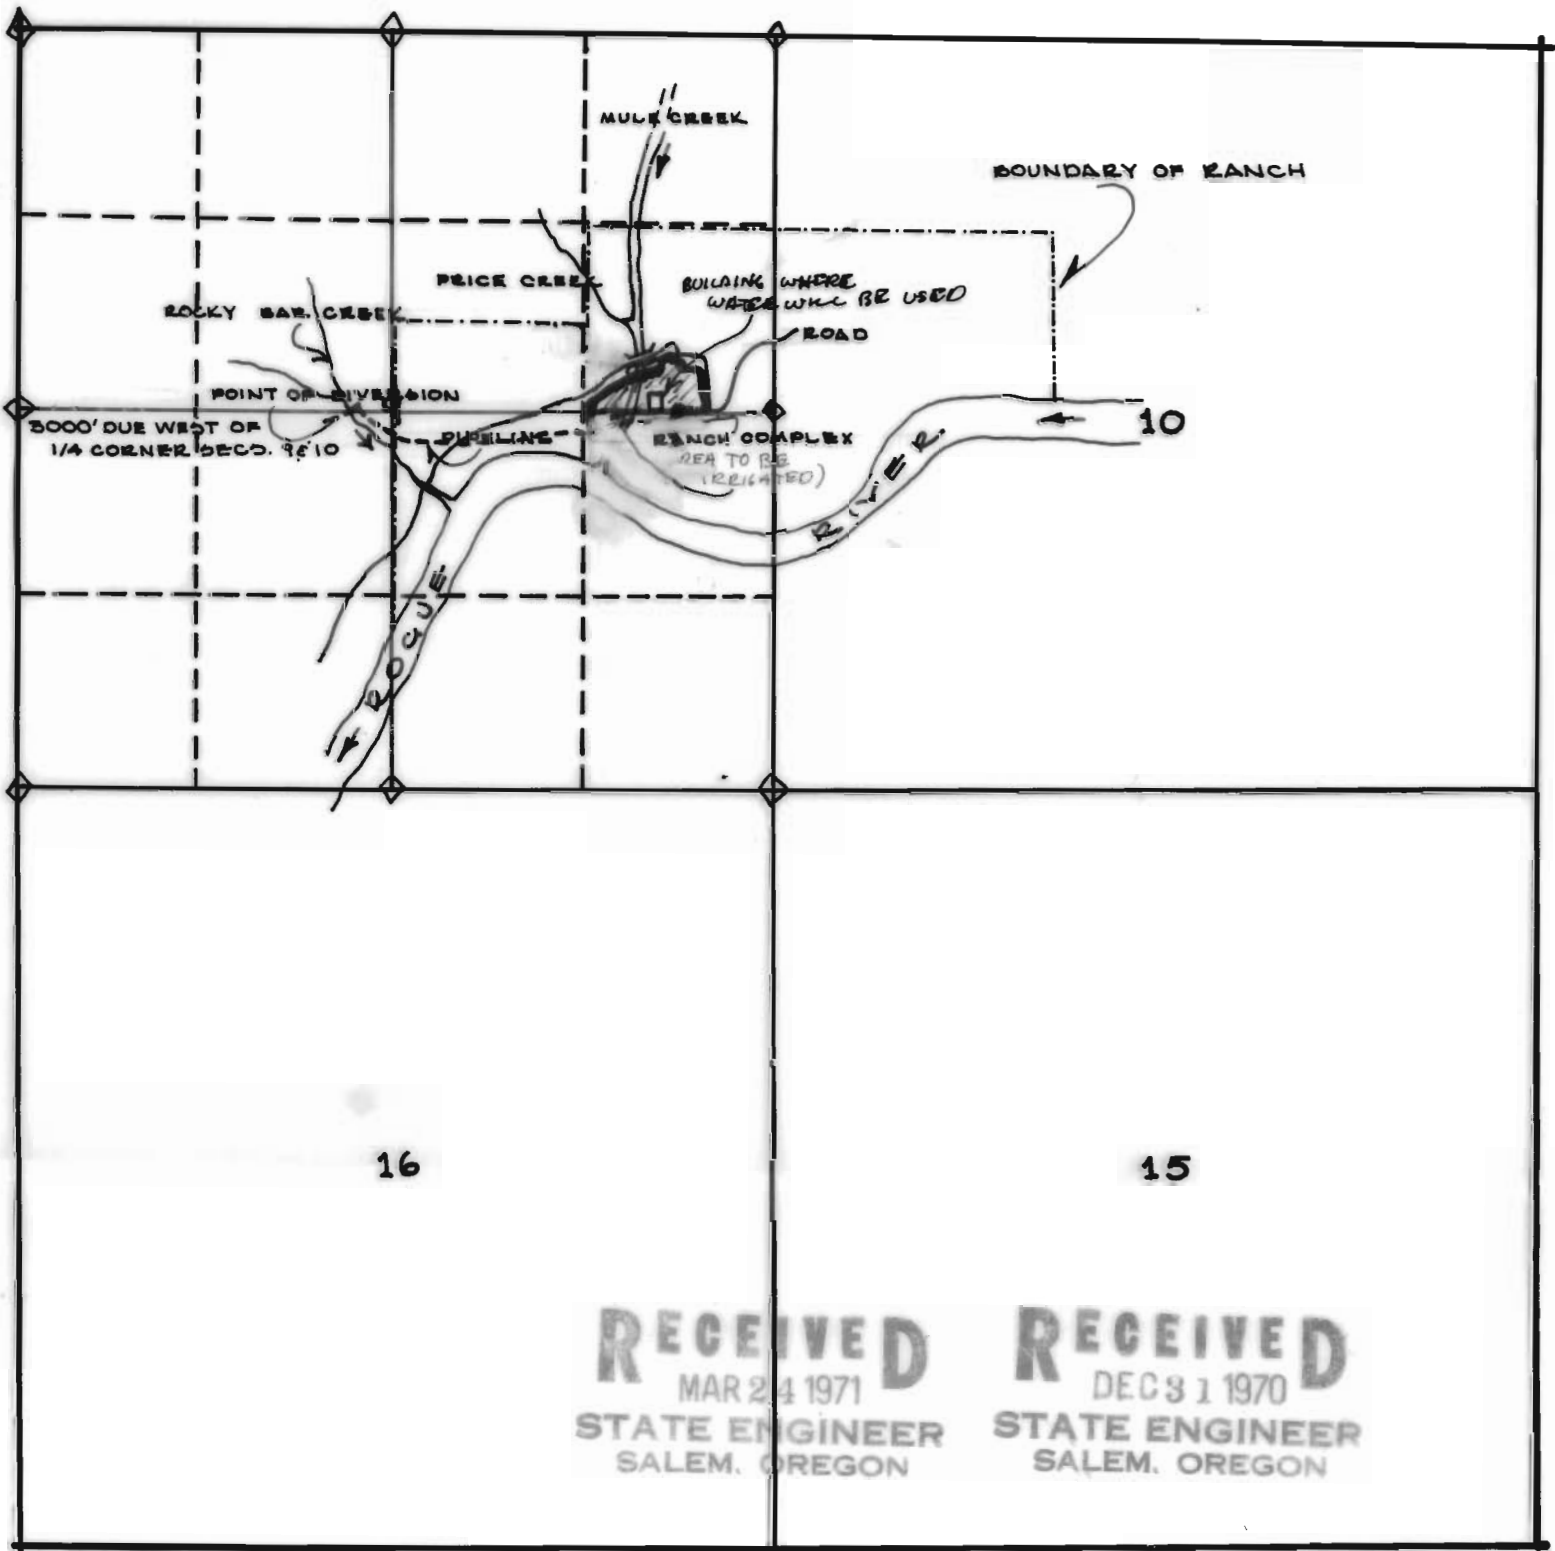 MULE CREEK
BOUNDARY OF RANCH
PRICE CREEK
BUILDING WHERE
WATER WILL BE USED
ROCKY BAR CREEK
ROAD
POINT OF DIVERSION
3000' DUE WEST OF
1/4 CORNER SECS. 9 & 10
PIPELINE
RANCH COMPLEX
AREA TO BE
IRRIGATED)
10
ROGUE RIVER
16
15
RECEIVED
MAR 24 1971
STATE ENGINEER
SALEM. OREGON
RECEIVED
DEC 31 1970
STATE ENGINEER
SALEM. OREGON